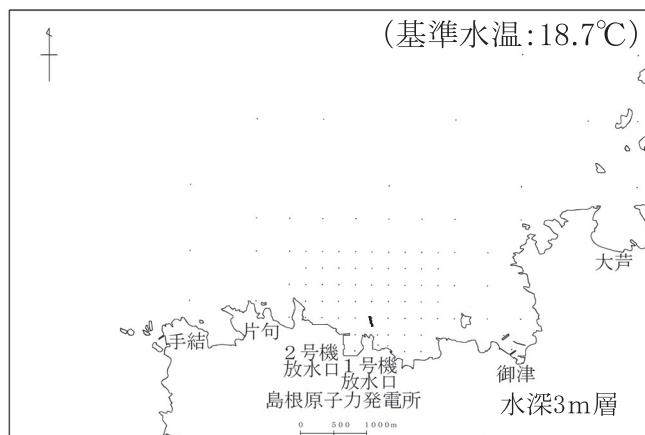 (基準水温:18.7℃)
大芦
手結
片句
2号機
放水口
1号機
放水口
御津
島根原子力発電所
水深3m層
0 500 1000m